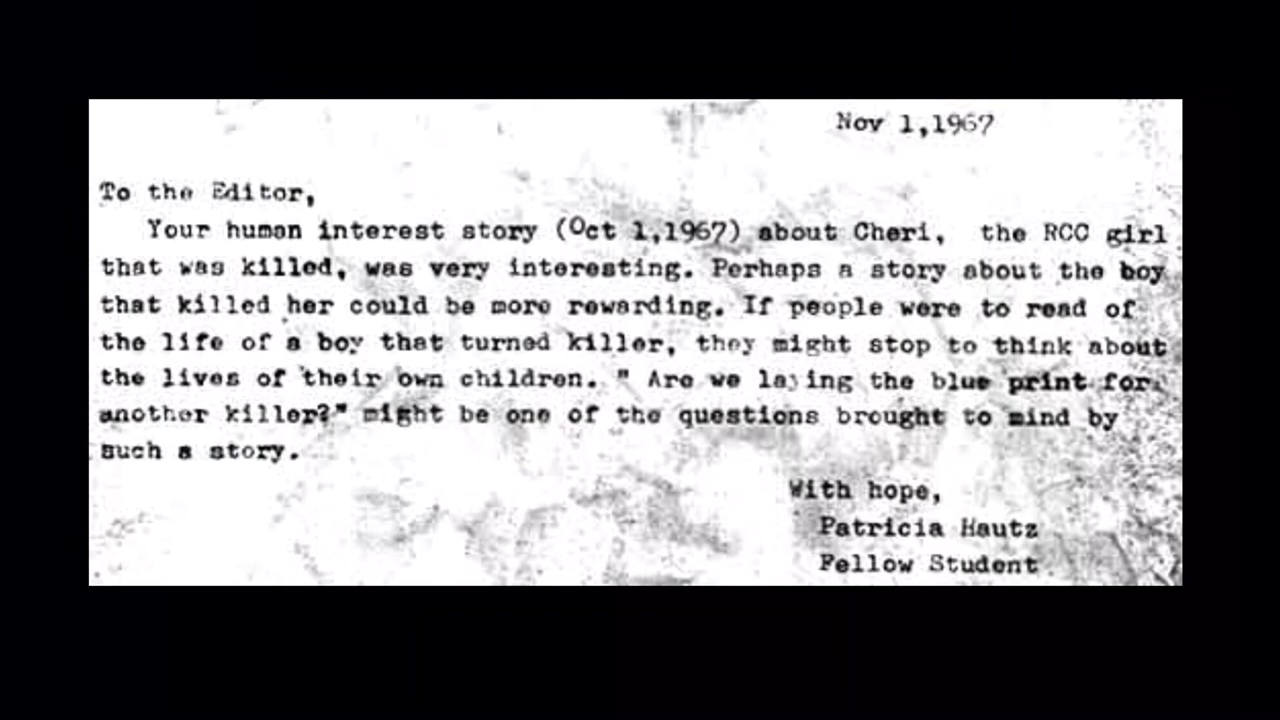 Nov 1,1967
To the Editor,
Your human interest story (Oct 1,1967) about Cheri, the RCC girl
that was killed, was very interesting. Perhaps a story about the boy
that killed her could be more rewarding. If people were to read of
the life of a boy that turned killer, they might stop to think about
the lives of their own children. " Are we laying the blue print for
another killer?" might be one of the questions brought to mind by
such a story.
With hope,
Patricia Hautz
Fellow Student